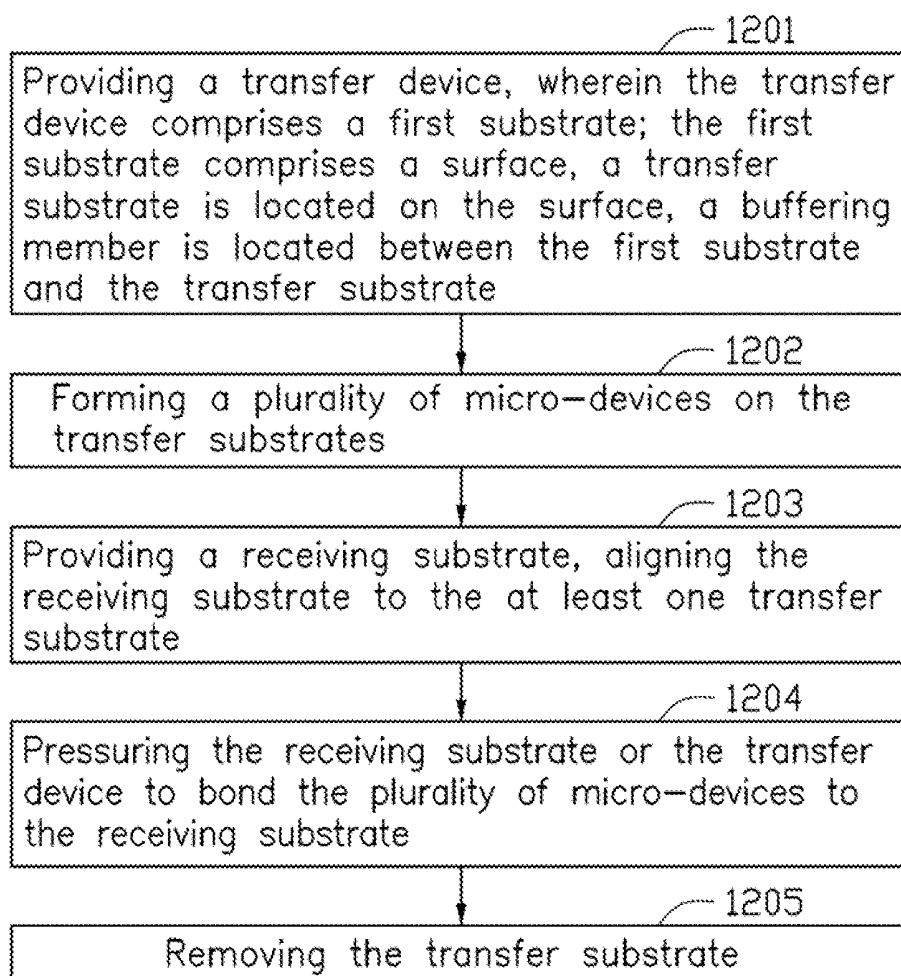 1201
Providing a transfer device, wherein the transfer
device comprises a first substrate; the first
substrate comprises a surface, a transfer
substrate is located on the surface, a buffering
member is located between the first substrate
and the transfer substrate
1202
Forming a plurality of micro-devices on the
transfer substrates
1203
Providing a receiving substrate, aligning the
receiving substrate to the at least one transfer
substrate
1204
Pressuring the receiving substrate or the transfer
device to bond the plurality of micro-devices to
the receiving substrate
1205
Removing the transfer substrate